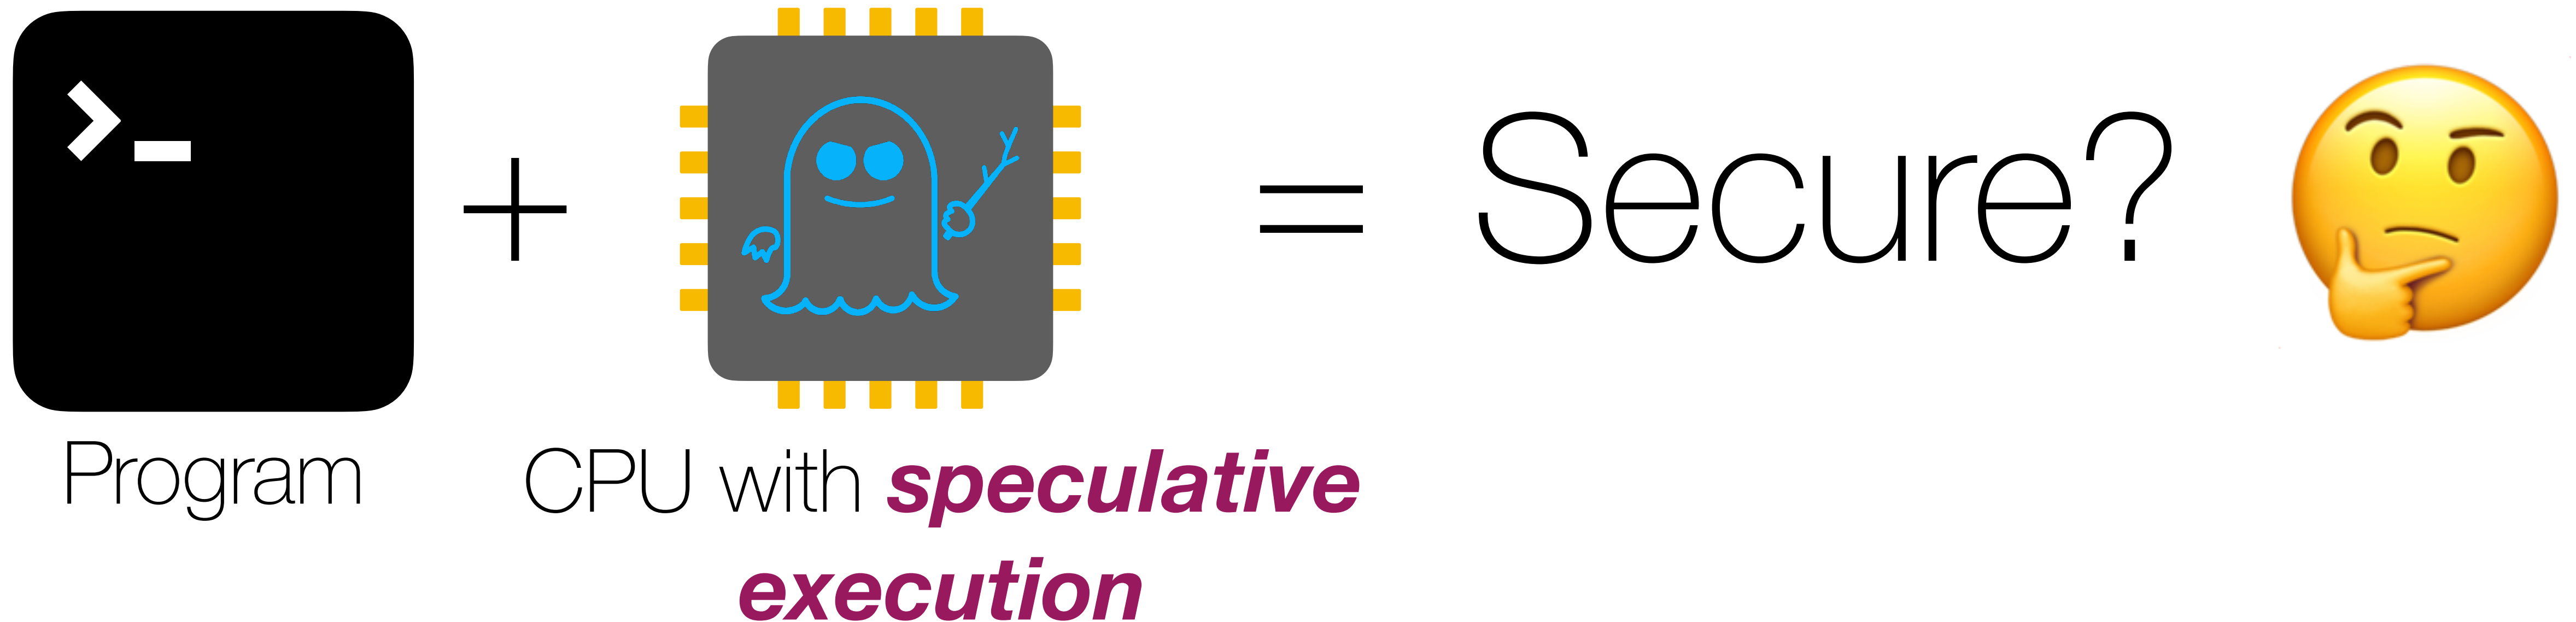 >_
+
= Secure?
Program
CPU with speculative
execution